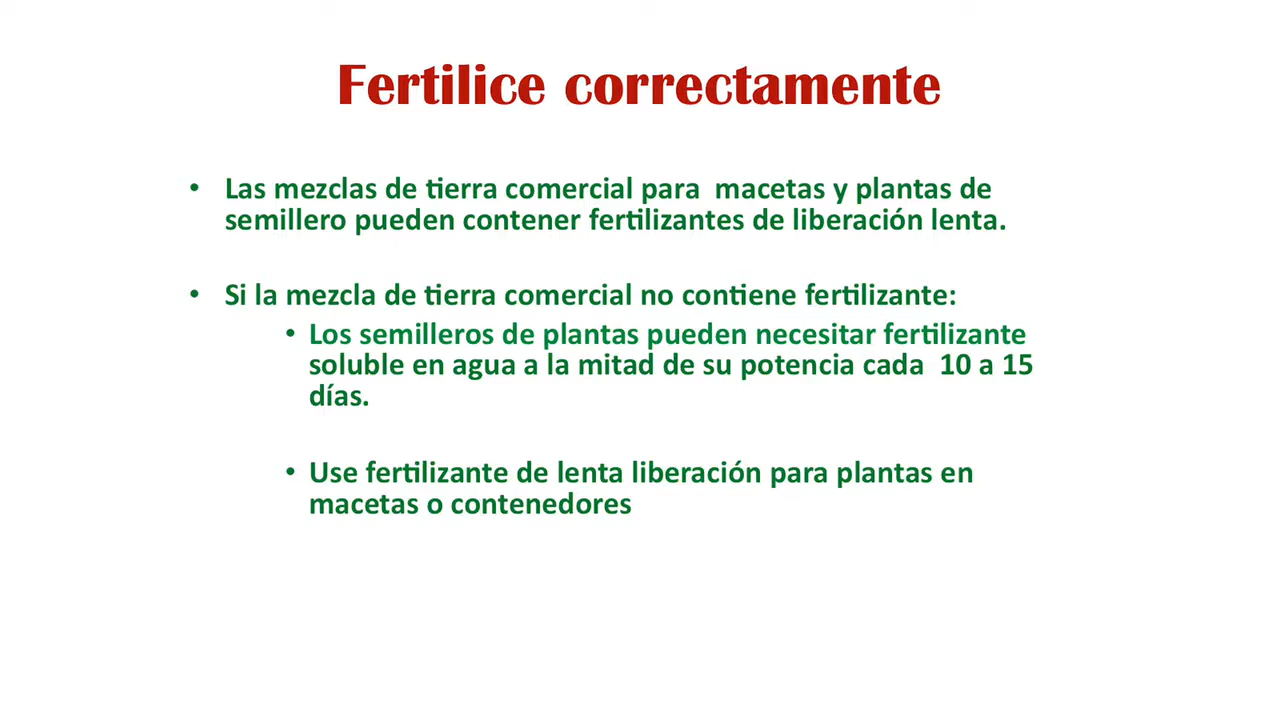 Fertilice correctamente
• Las mezclas de tierra comercial para  macetas y plantas de
semillero pueden contener fertilizantes de liberación lenta.
• Si la mezcla de tierra comercial no contiene fertilizante:
• Los semilleros de plantas pueden necesitar fertilizante
soluble en agua a la mitad de su potencia cada  10 a 15
días.
• Use fertilizante de lenta liberación para plantas en
macetas o contenedores